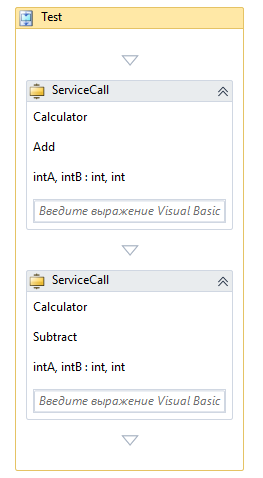 Test
ServiceCall
Calculator
Add
intA, intB : int, int
Введите выражение Visual Basic
ServiceCall
Calculator
Subtract
intA, intB : int, int
Введите выражение Visual Basic